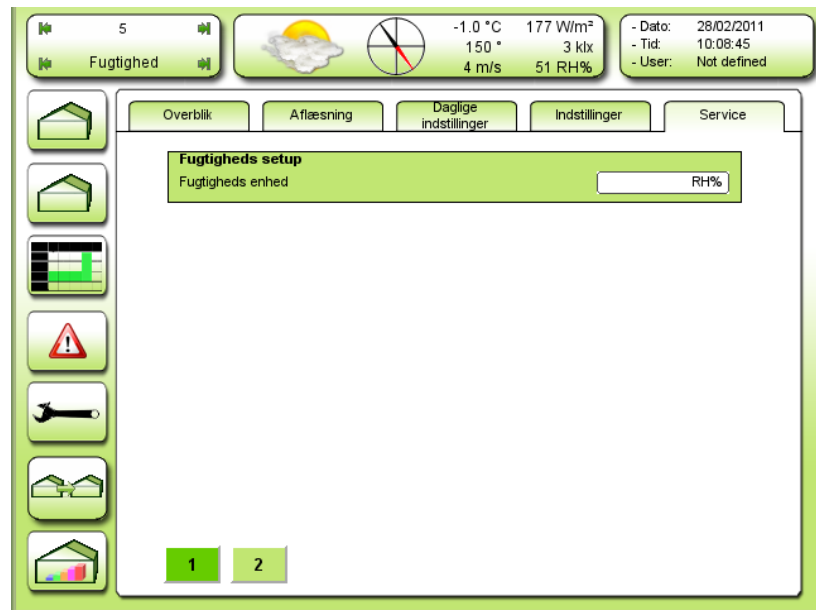 5
Fugtighed
-1.0 °C 177 W/m²
150 ° 3 klx
4 m/s 51 RH%
- Dato: 28/02/2011
- Tid: 10:08:45
- User: Not defined
Overblik
Aflæsning
Daglige
indstillinger
Indstillinger
Service
Fugtigheds setup
Fugtigheds enhed RH%
1 2